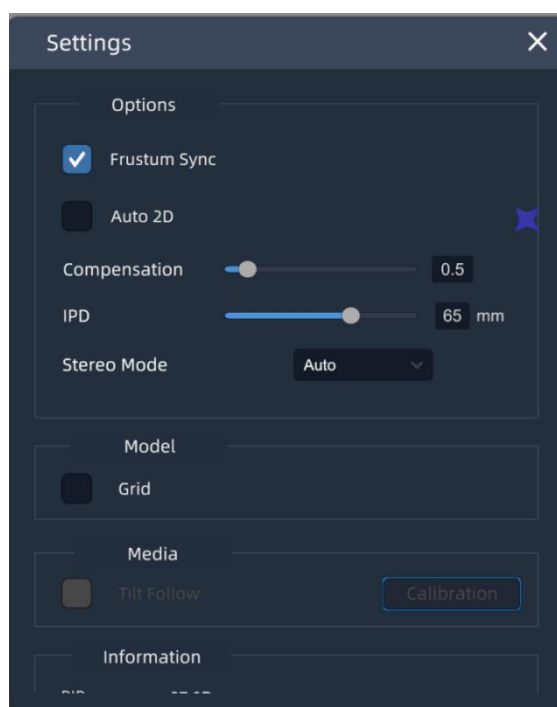 Settings
Options
Frustum Sync
Auto 2D
Compensation 0.5
IPD 65 mm
Stereo Mode Auto
Model
Grid
Media
Tilt Follow Calibration
Information